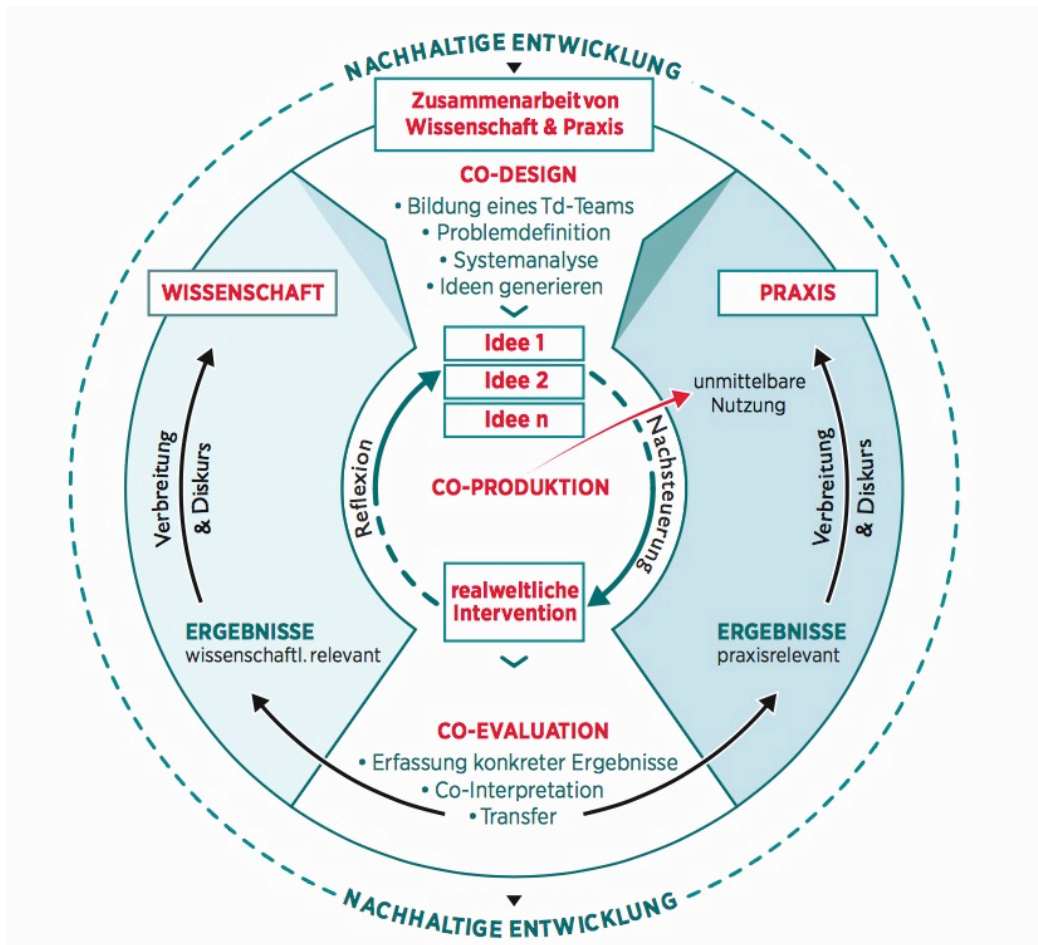 NACHHALTIGE ENTWICKLUNG
Zusammenarbeit von
Wissenschaft & Praxis
CO-DESIGN
• Bildung eines Td-Teams
• Problemdefinition
• Systemanalyse
• Ideen generieren
WISSENSCHAFT
PRAXIS
Idee 1
Idee 2
Idee n
unmittelbare
Nutzung
Verbreitung
& Diskurs
Reflexion
CO-PRODUKTION
Nachsteuerung
Verbreitung
& Diskurs
realweltliche
Intervention
ERGEBNISSE
wissenschaftl. relevant
ERGEBNISSE
praxisrelevant
CO-EVALUATION
• Erfassung konkreter Ergebnisse
• Co-Interpretation
• Transfer
NACHHALTIGE ENTWICKLUNG